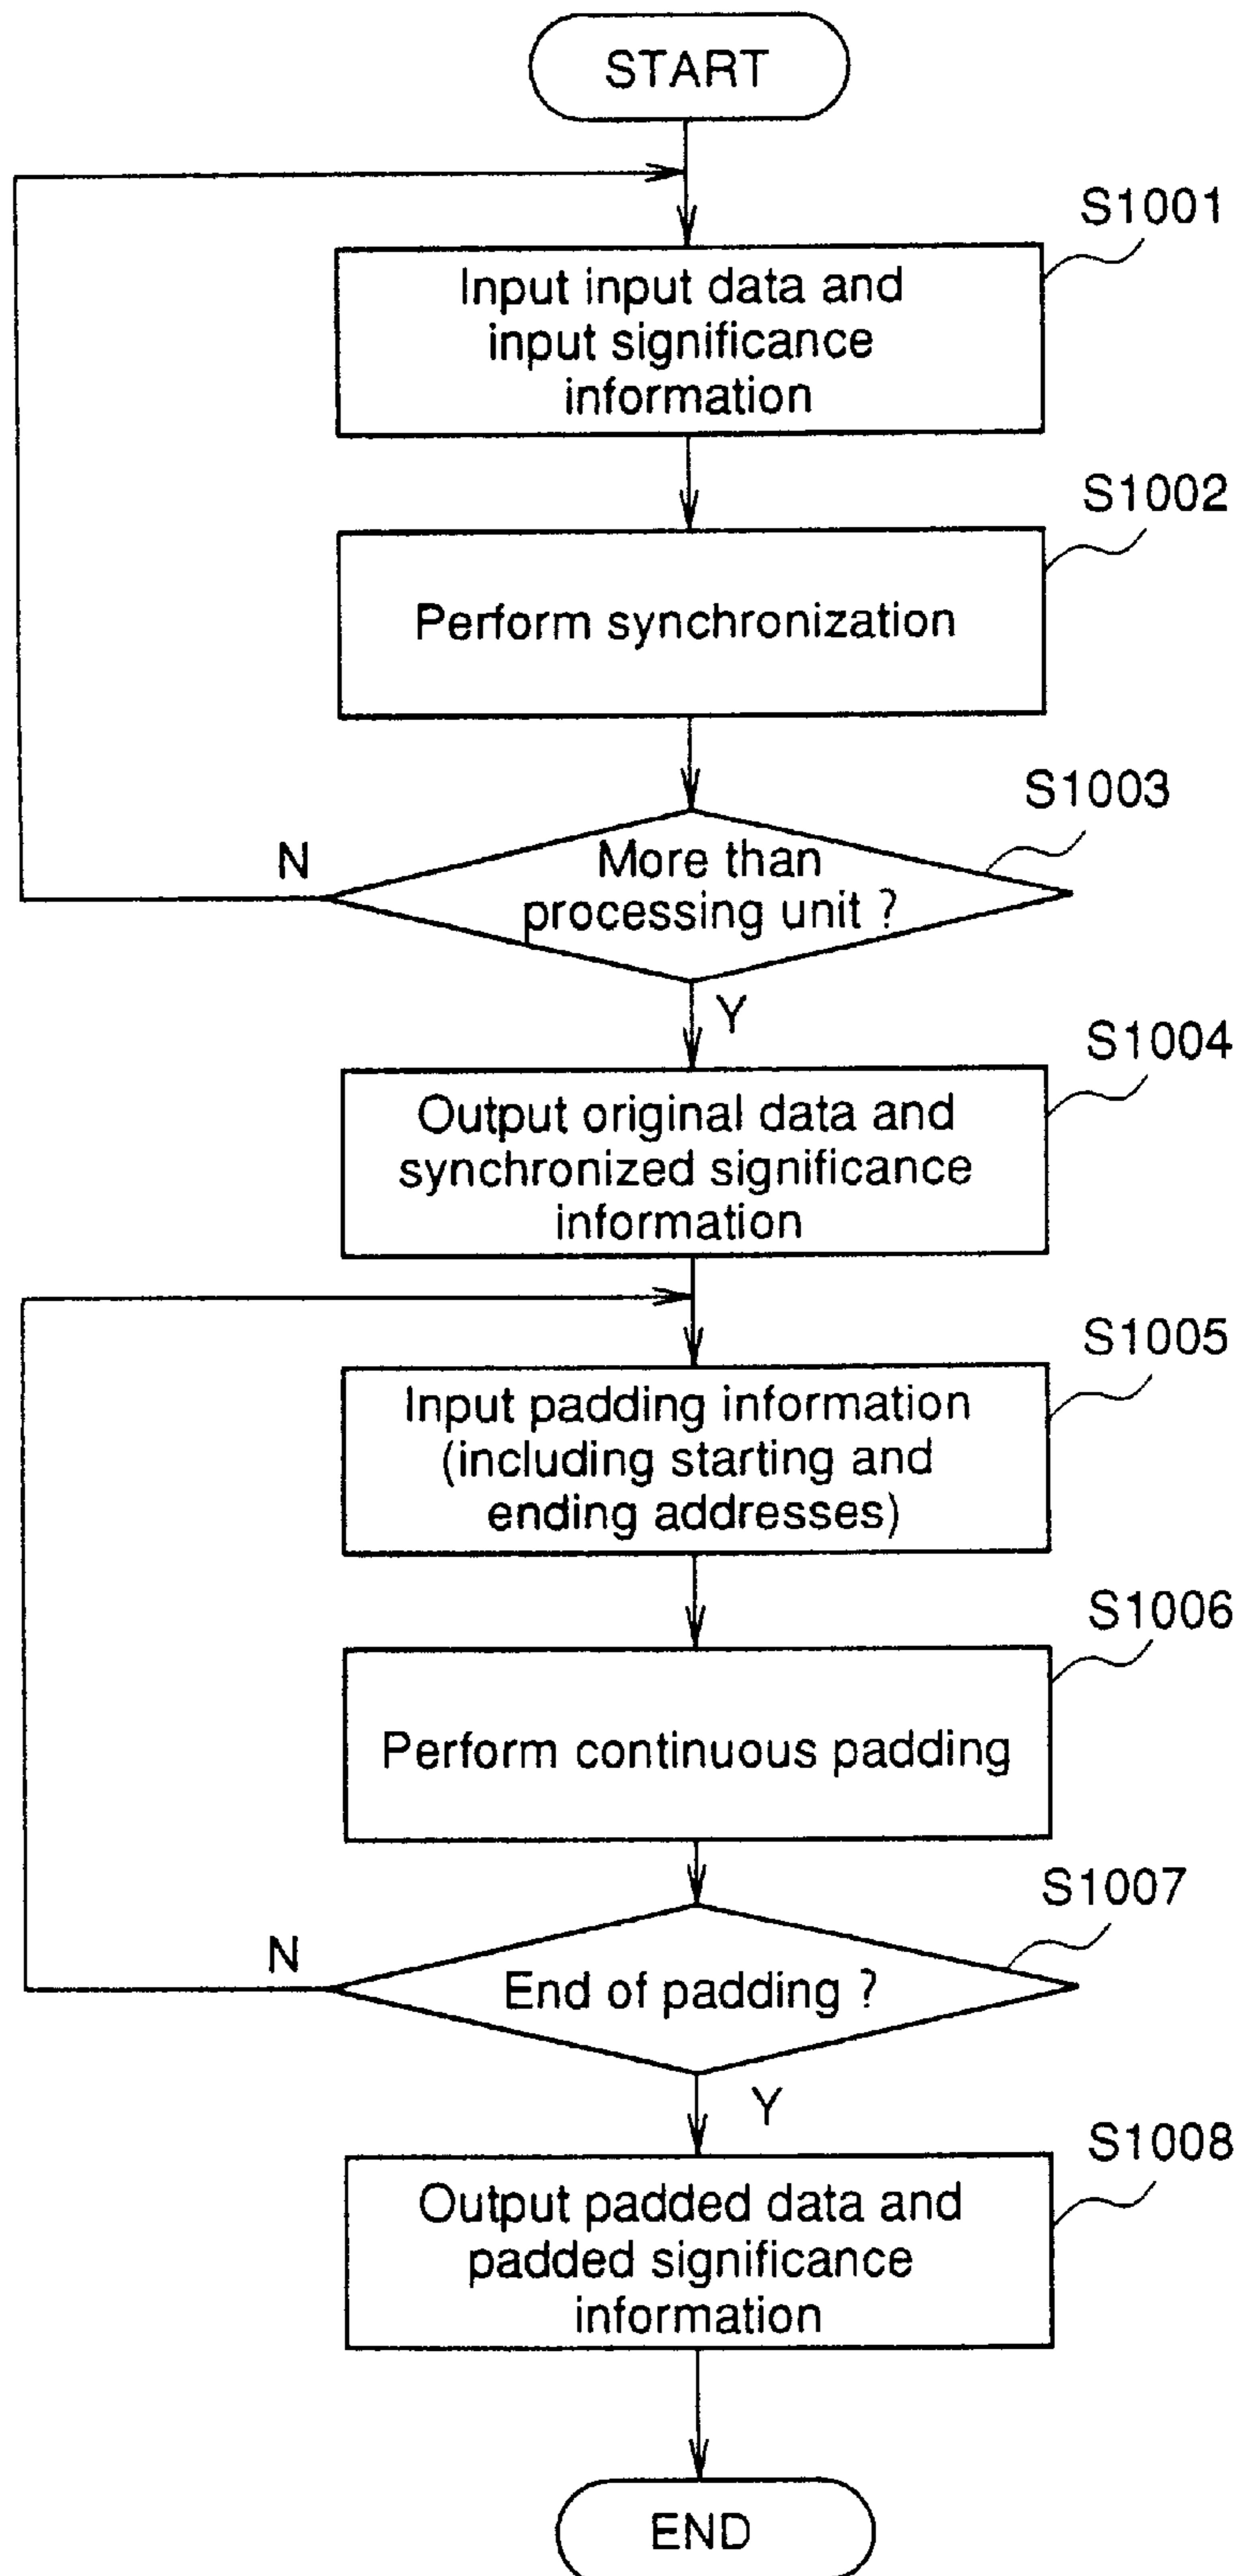 START
S1001
Input input data and
input significance
information
S1002
Perform synchronization
S1003
N
More than
processing unit ?
Y
S1004
Output original data and
synchronized significance
information
S1005
Input padding information
(including starting and
ending addresses)
S1006
Perform continuous padding
S1007
N
End of padding ?
Y
S1008
Output padded data and
padded significance
information
END